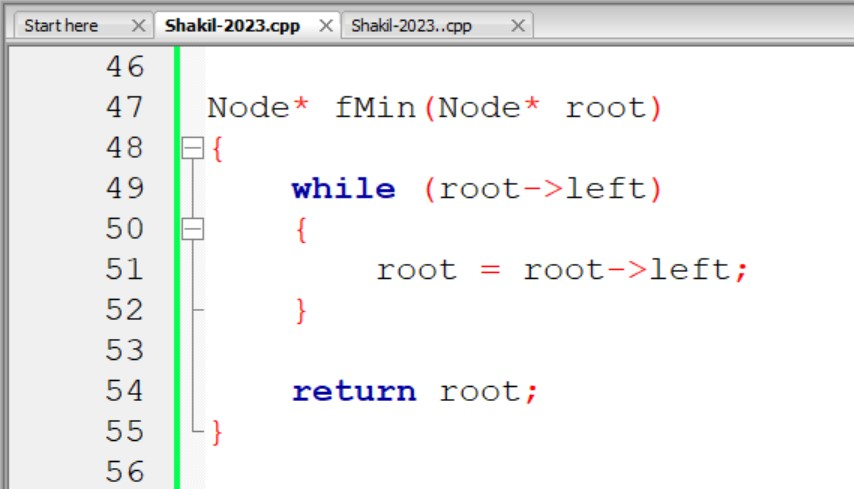 Start here Shakil-2023.cpp Shakil-2023..cpp
46
47 Node* fMin(Node* root)
48 {
49 while (root->left)
50 {
51 root = root->left;
52 }
53
54 return root;
55 }
56